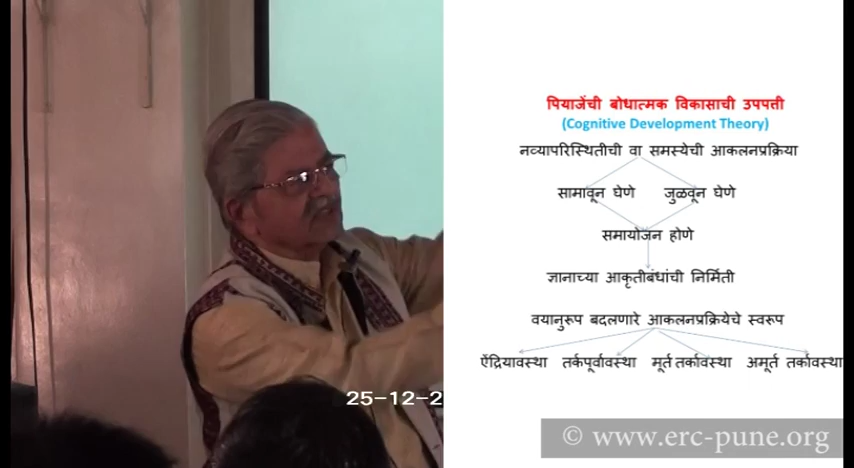 पियाजेंची बोधात्मक विकासाची उपपत्ती
(Cognitive Development Theory)
नव्यापरिस्थितीची वा समस्येची आकलनप्रक्रिया
सामावून घेणे जुळवून घेणे
समायोजन होणे
ज्ञानाच्या आकृतीबंधांची निर्मिती
वयानुरूप बदलणारे आकलनप्रक्रियेचे स्वरूप
ऐंद्रियावस्था तर्कपूर्वावस्था मूर्त तर्कावस्था अमूर्त तर्कावस्था
25-12-2
© www.erc-pune.org